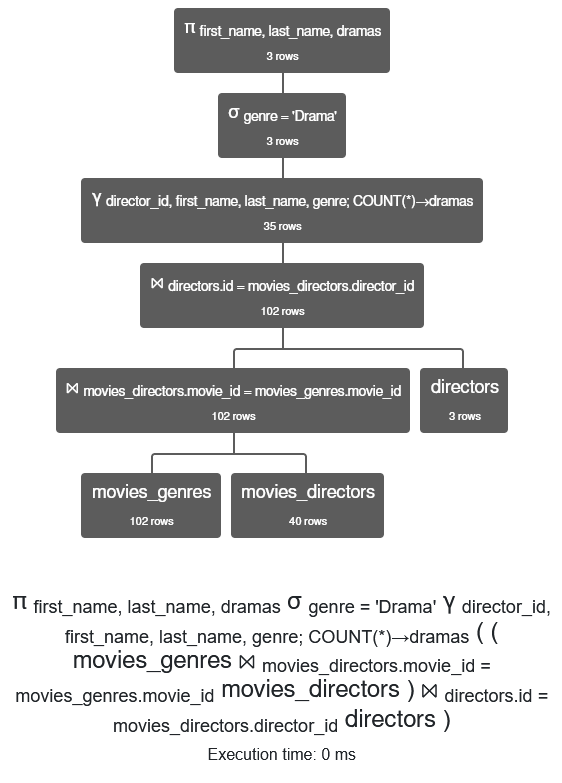 π first_name, last_name, dramas
3 rows
σ genre = 'Drama'
3 rows
γ director_id, first_name, last_name, genre; COUNT(*)→dramas
35 rows
⋈ directors.id = movies_directors.director_id
102 rows
⋈ movies_directors.movie_id = movies_genres.movie_id
102 rows
directors
3 rows
movies_genres
102 rows
movies_directors
40 rows
π first_name, last_name, dramas σ genre = 'Drama' γ director_id,
first_name, last_name, genre; COUNT(*)→dramas ( (
movies_genres ⋈ movies_directors.movie_id =
movies_genres.movie_id movies_directors ) ⋈ directors.id =
movies_directors.director_id directors )
Execution time: 0 ms